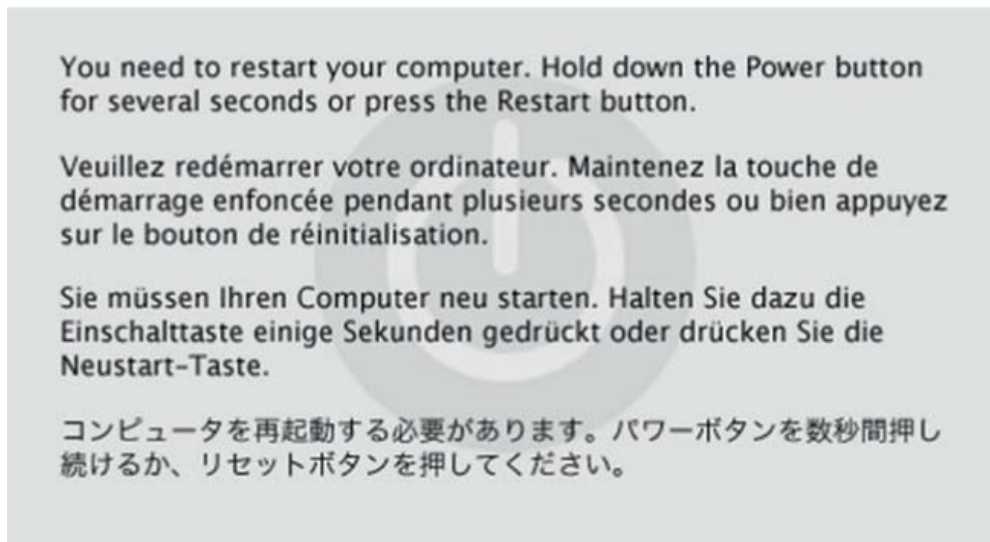 You need to restart your computer. Hold down the Power button
for several seconds or press the Restart button.
Veuillez redémarrer votre ordinateur. Maintenez la touche de
démarrage enfoncée pendant plusieurs secondes ou bien appuyez
sur le bouton de réinitialisation.
Sie müssen Ihren Computer neu starten. Halten Sie dazu die
Einschalttaste einige Sekunden gedrückt oder drücken Sie die
Neustart-Taste.
コンピュータを再起動する必要があります。パワーボタンを数秒間押し
続けるか、リセットボタンを押してください。